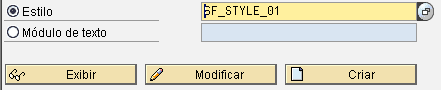 Estilo SF_STYLE_01
Módulo de texto
Exibir Modificar Criar